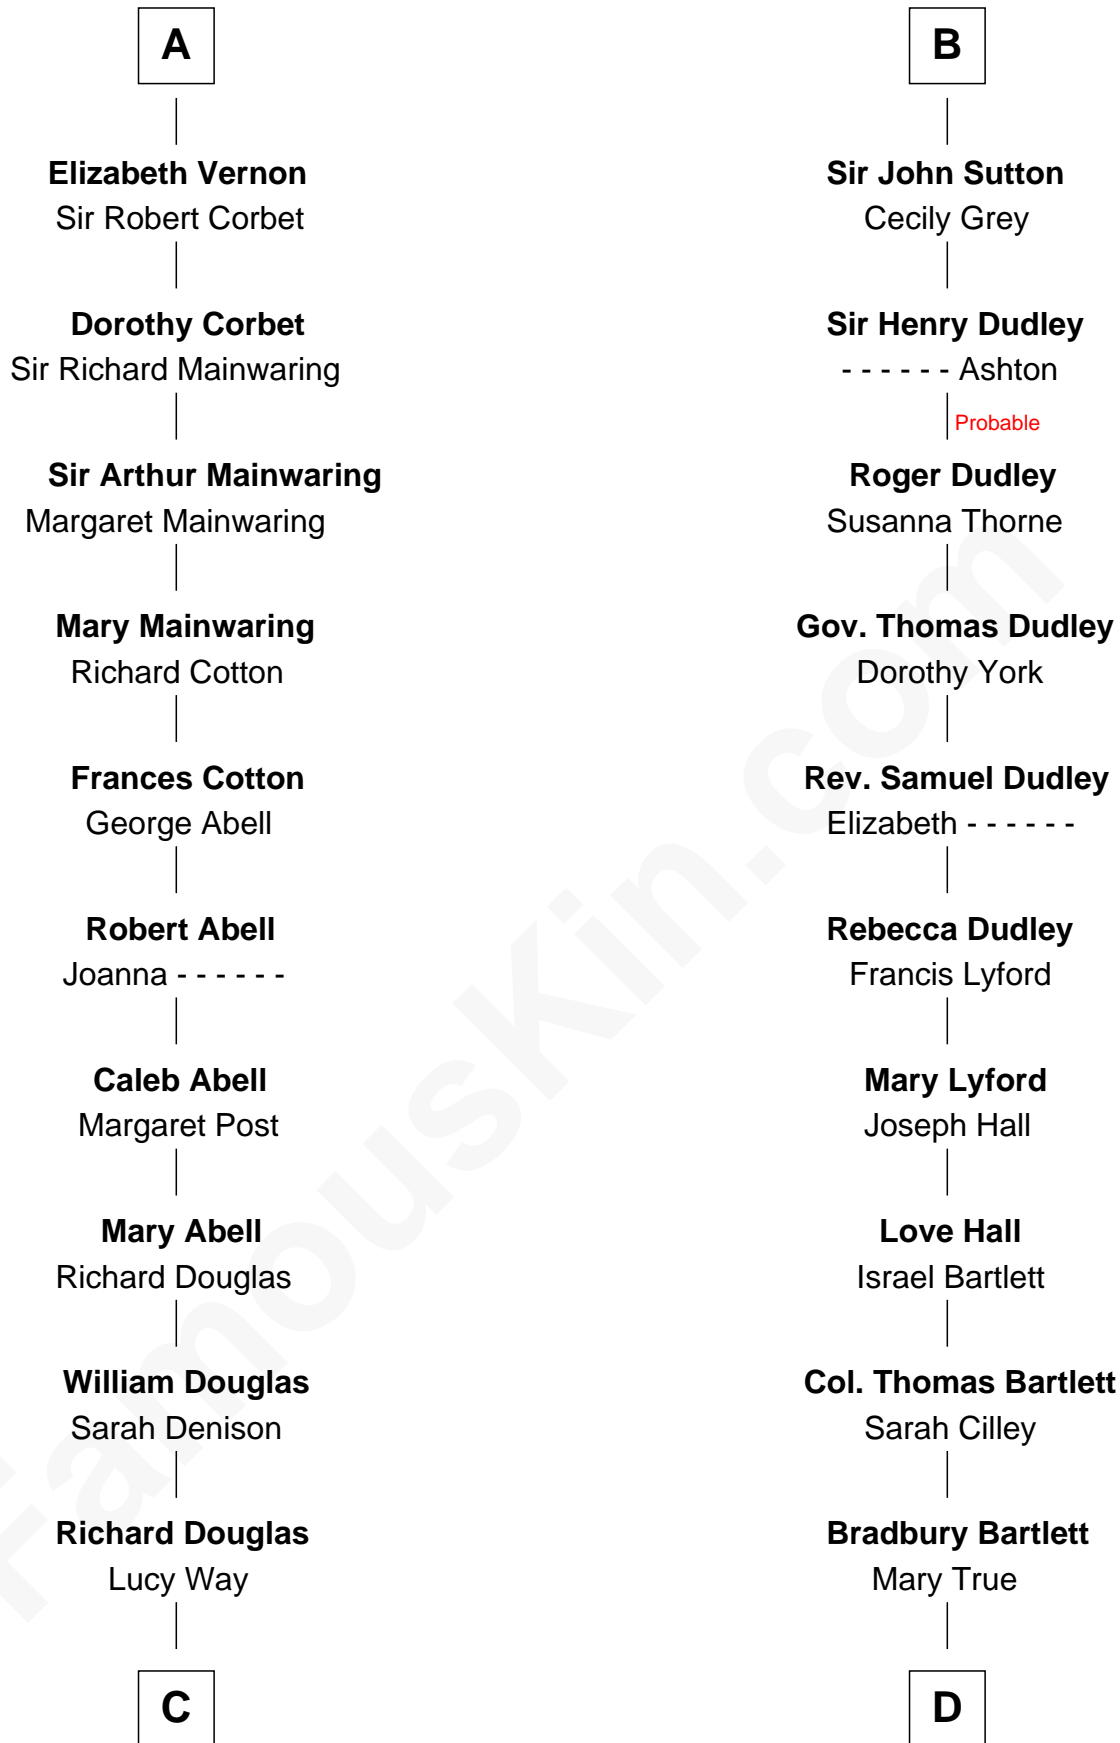 A
Elizabeth Vernon
Sir Robert Corbet
Dorothy Corbet
Sir Richard Mainwaring
Sir Arthur Mainwaring
Margaret Mainwaring
Mary Mainwaring
Richard Cotton
Frances Cotton
George Abell
Robert Abell
Joanna - - - - - -
Caleb Abell
Margaret Post
Mary Abell
Richard Douglas
William Douglas
Sarah Denison
Richard Douglas
Lucy Way
C
B
Sir John Sutton
Cecily Grey
Sir Henry Dudley
- - - - - - Ashton
Probable
Roger Dudley
Susanna Thorne
Gov. Thomas Dudley
Dorothy York
Rev. Samuel Dudley
Elizabeth - - - - - -
Rebecca Dudley
Francis Lyford
Mary Lyford
Joseph Hall
Love Hall
Israel Bartlett
Col. Thomas Bartlett
Sarah Cilley
Bradbury Bartlett
Mary True
D
FamousKin.com